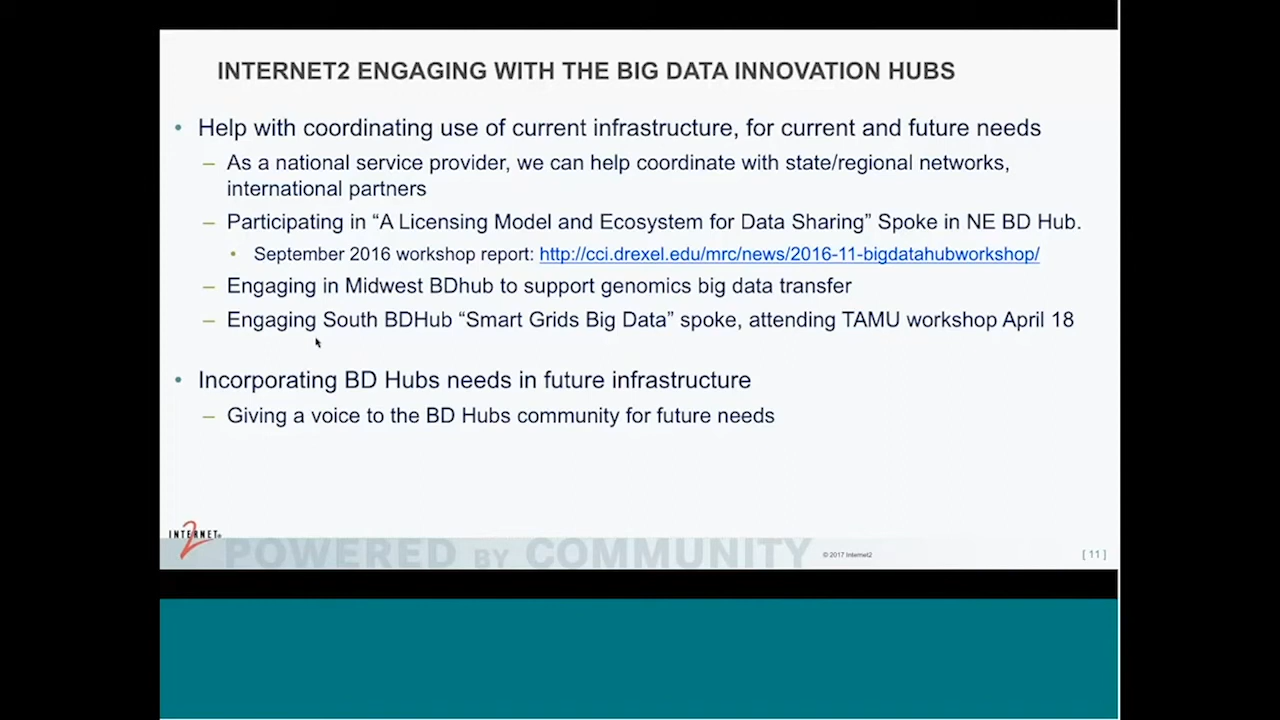 INTERNET2 ENGAGING WITH THE BIG DATA INNOVATION HUBS
• Help with coordinating use of current infrastructure, for current and future needs
– As a national service provider, we can help coordinate with state/regional networks,
international partners
– Participating in “A Licensing Model and Ecosystem for Data Sharing” Spoke in NE BD Hub.
• September 2016 workshop report: http://cci.drexel.edu/mrc/news/2016-11-bigdatahubworkshop/
– Engaging in Midwest BDhub to support genomics big data transfer
– Engaging South BDHub “Smart Grids Big Data” spoke, attending TAMU workshop April 18
• Incorporating BD Hubs needs in future infrastructure
– Giving a voice to the BD Hubs community for future needs
INTERNET2®
POWERED BY COMMUNITY
© 2017 Internet2
[ 11 ]